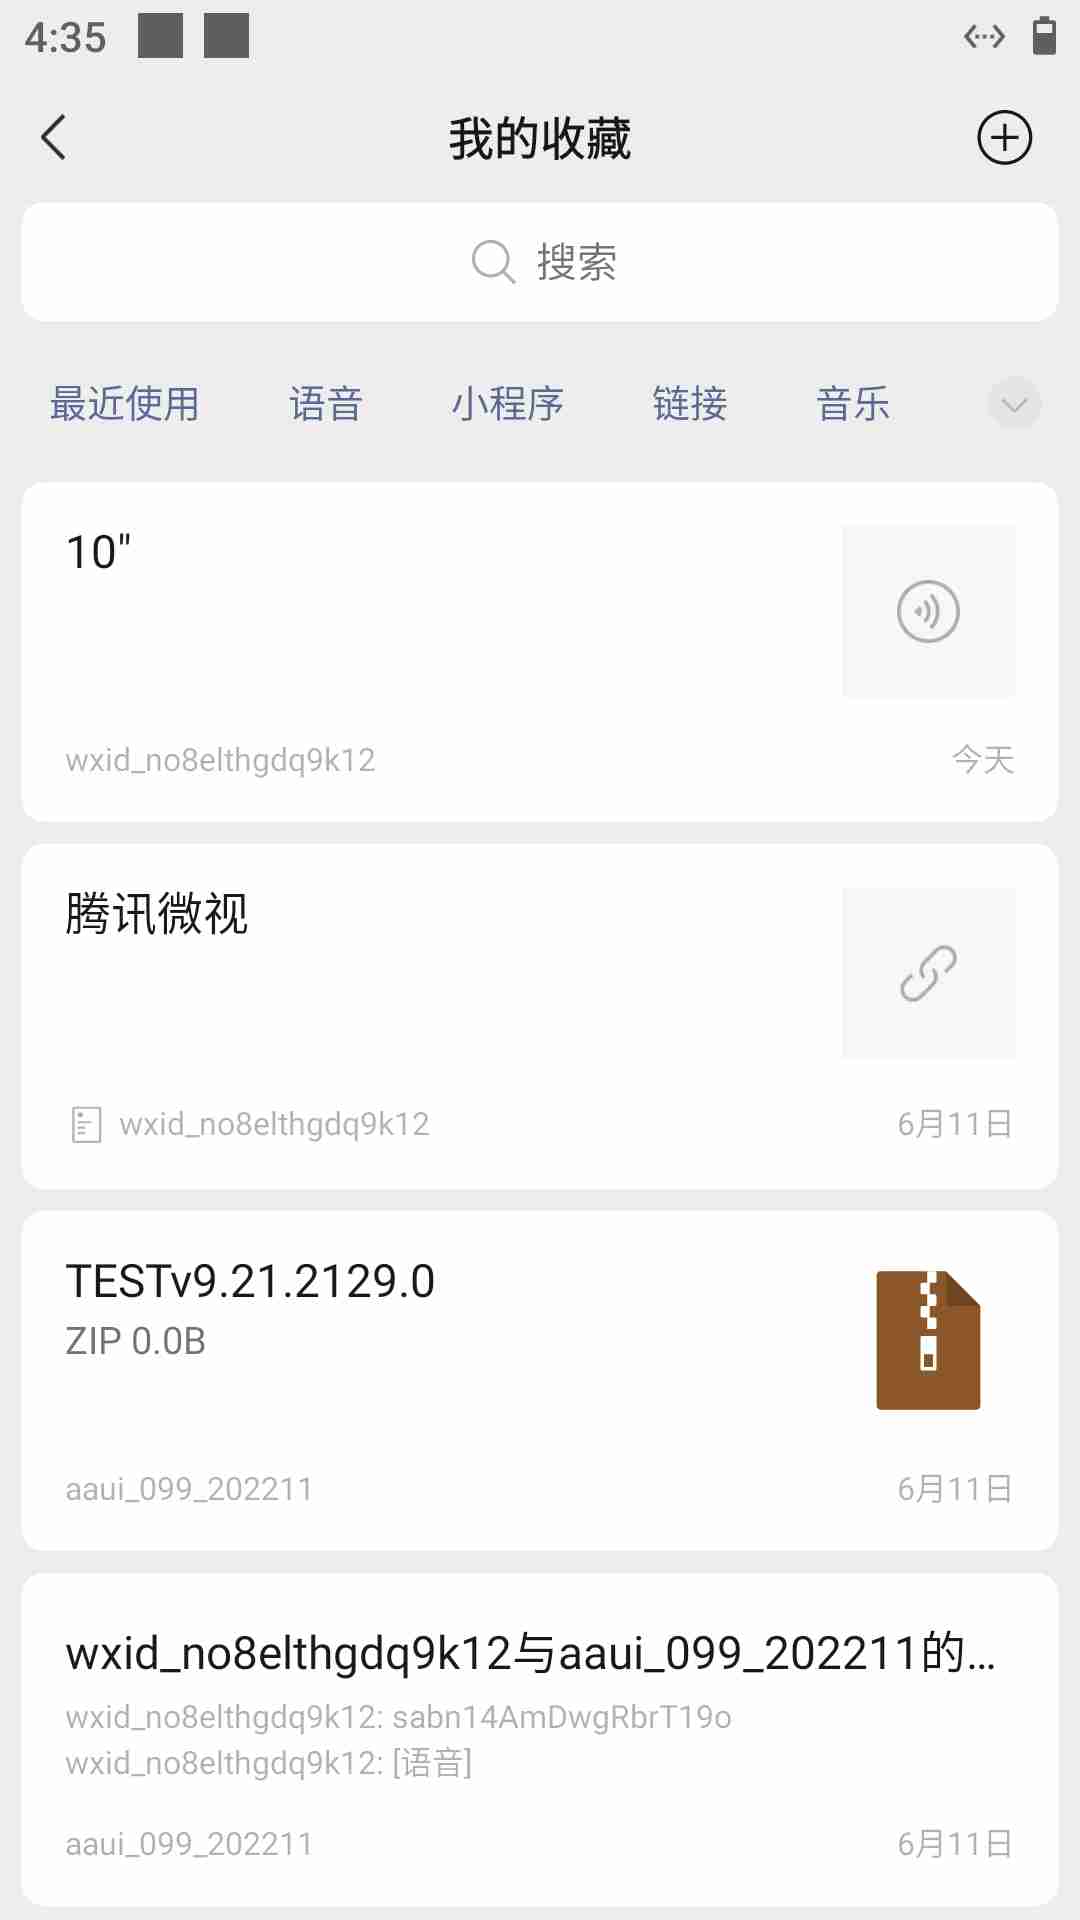 4:35
我的收藏
搜索
最近使用 语音 小程序 链接 音乐
10"
wxid_no8elthgdq9k12 今天
腾讯微视
wxid_no8elthgdq9k12 6月11日
TESTv9.21.2129.0
ZIP 0.0B
aaui_099_202211 6月11日
wxid_no8elthgdq9k12与aaui_099_202211的...
wxid_no8elthgdq9k12: sabn14AmDwgRbrT19o
wxid_no8elthgdq9k12: [语音]
aaui_099_202211 6月11日